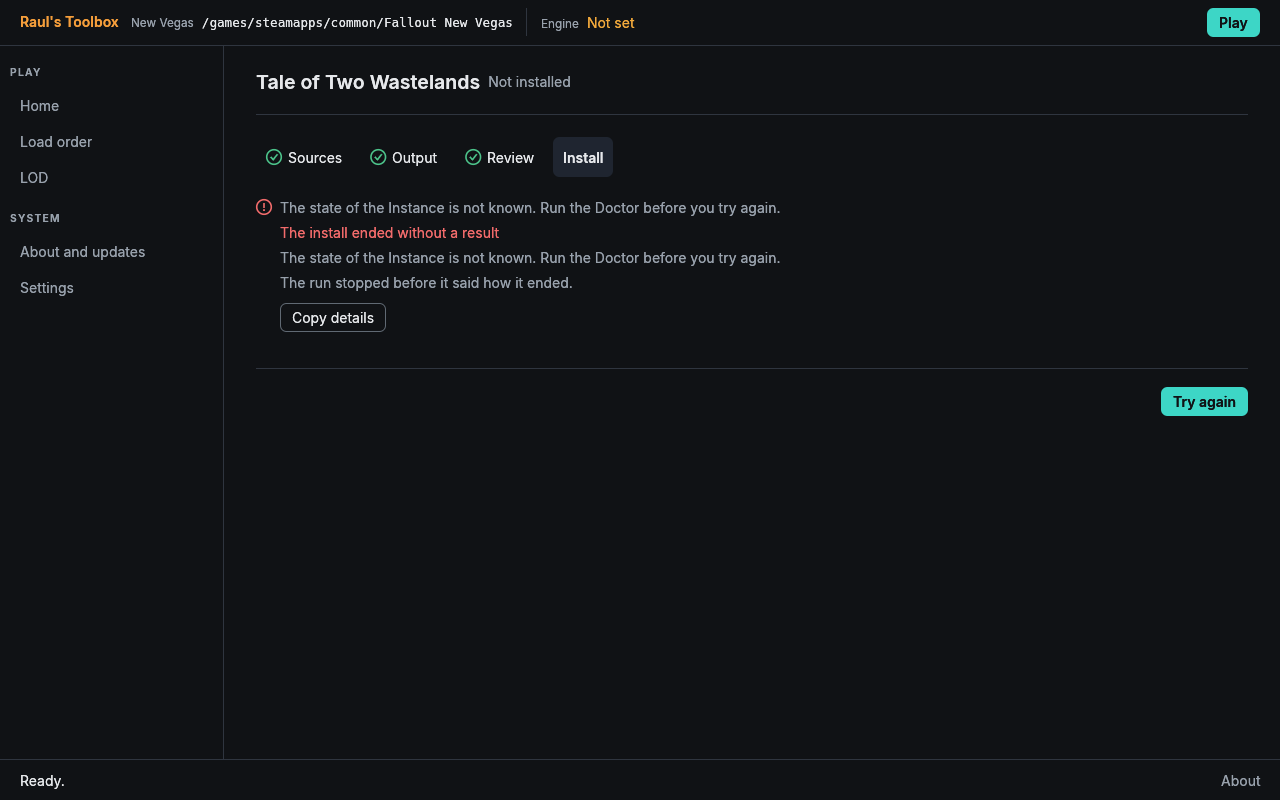 Raul's Toolbox New Vegas /games/steamapps/common/Fallout New Vegas Engine Not set Play
PLAY
Home
Load order
LOD
SYSTEM
About and updates
Settings
Tale of Two Wastelands Not installed
Sources Output Review Install
The state of the Instance is not known. Run the Doctor before you try again.
The install ended without a result
The state of the Instance is not known. Run the Doctor before you try again.
The run stopped before it said how it ended.
Copy details
Try again
Ready. About